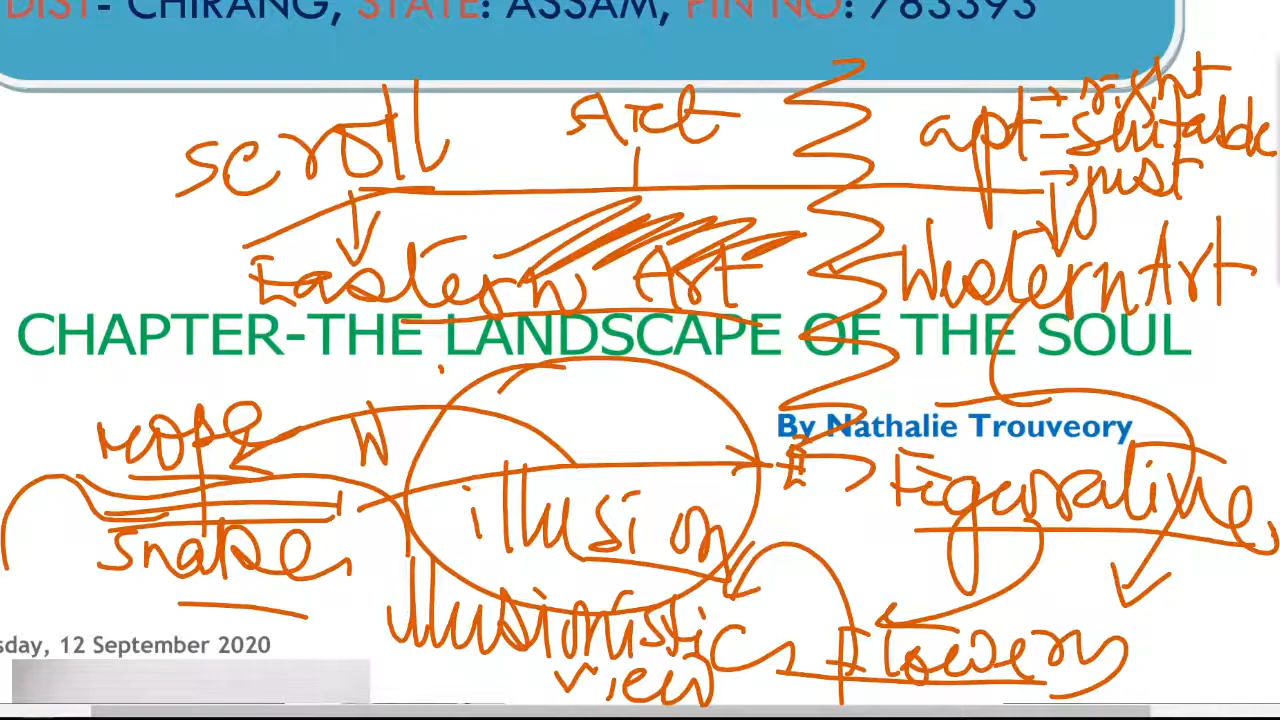 DIST- CHIRANG, STATE: ASSAM, PIN NO: 783393
scroll Art apt → right
- suitable
→ just
Eastern Art Western Art
CHAPTER-THE LANDSCAPE OF THE SOUL
By Nathalie Trouveory
rope W E Figurative
illusion
snake
illusionistic Flowery
view
sday, 12 September 2020